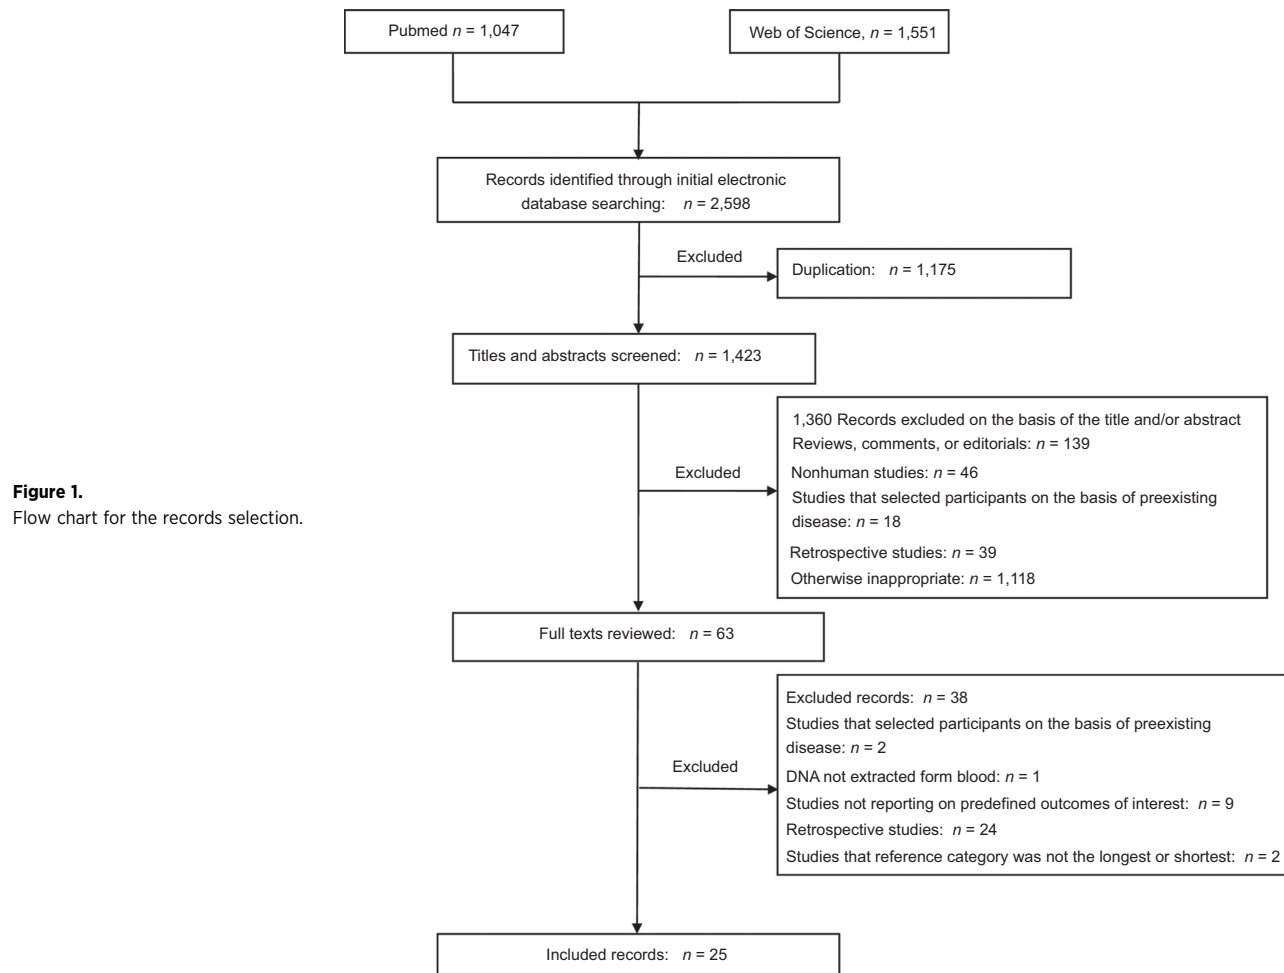 Pubmed n = 1,047
Web of Science, n = 1,551
Records identified through initial electronic
database searching: n = 2,598
Excluded
Duplication: n = 1,175
Titles and abstracts screened: n = 1,423
Excluded
1,360 Records excluded on the basis of the title and/or abstract
Reviews, comments, or editorials: n = 139
Nonhuman studies: n = 46
Studies that selected participants on the basis of preexisting
disease: n = 18
Retrospective studies: n = 39
Otherwise inappropriate: n = 1,118
Figure 1.
Flow chart for the records selection.
Full texts reviewed: n = 63
Excluded
Excluded records: n = 38
Studies that selected participants on the basis of preexisting
disease: n = 2
DNA not extracted form blood: n = 1
Studies not reporting on predefined outcomes of interest: n = 9
Retrospective studies: n = 24
Studies that reference category was not the longest or shortest: n = 2
Included records: n = 25